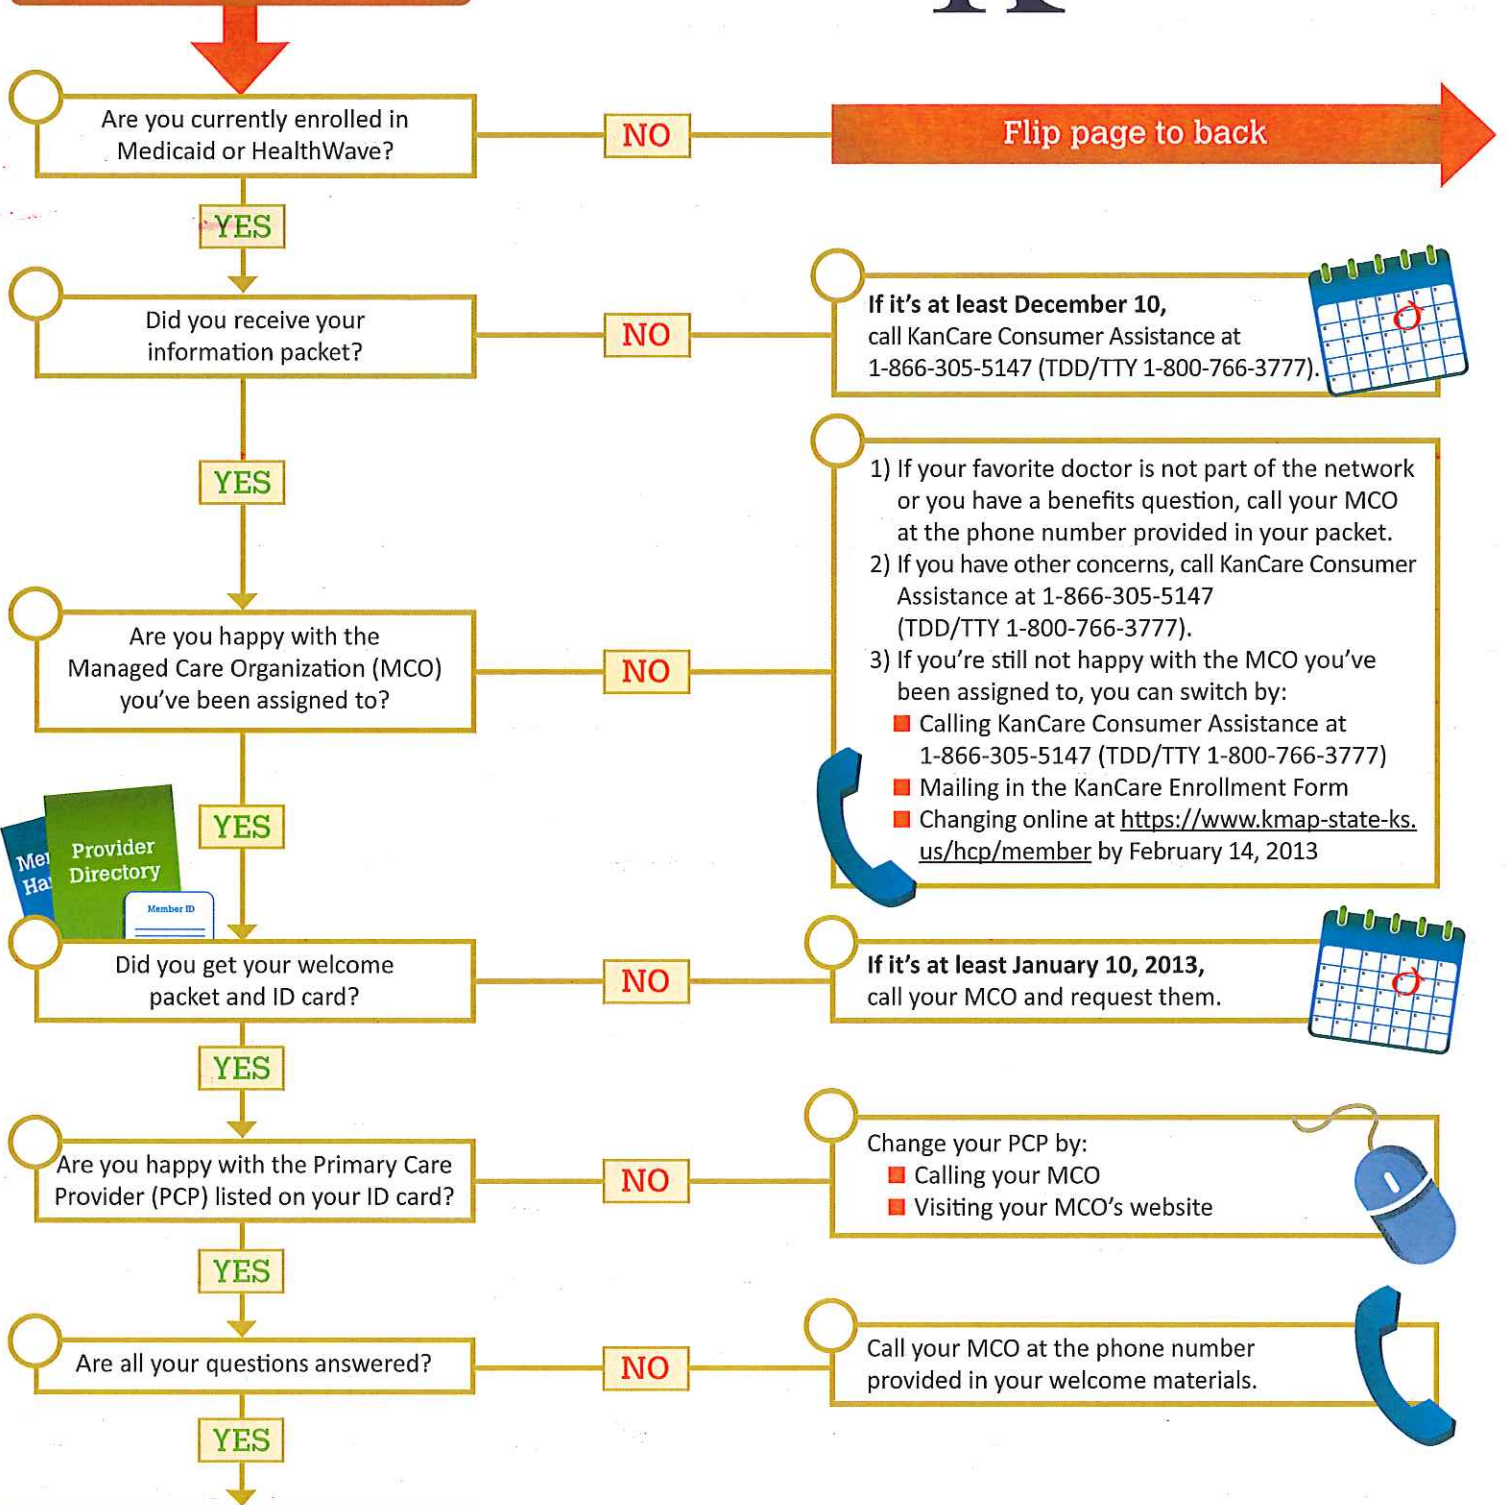 Are you currently enrolled in
Medicaid or HealthWave?
NO
Flip page to back
YES
Did you receive your
information packet?
NO
If it's at least December 10,
call KanCare Consumer Assistance at
1-866-305-5147 (TDD/TTY 1-800-766-3777).
YES
Are you happy with the
Managed Care Organization (MCO)
you've been assigned to?
NO
1) If your favorite doctor is not part of the network
or you have a benefits question, call your MCO
at the phone number provided in your packet.
2) If you have other concerns, call KanCare Consumer
Assistance at 1-866-305-5147
(TDD/TTY 1-800-766-3777).
3) If you're still not happy with the MCO you've
been assigned to, you can switch by:
Calling KanCare Consumer Assistance at
1-866-305-5147 (TDD/TTY 1-800-766-3777)
Mailing in the KanCare Enrollment Form
Changing online at https://www.kmap-state-ks.
us/hcp/member by February 14, 2013
YES
Provider
Directory
Member ID
Did you get your welcome
packet and ID card?
NO
If it's at least January 10, 2013,
call your MCO and request them.
YES
Are you happy with the Primary Care
Provider (PCP) listed on your ID card?
NO
Change your PCP by:
Calling your MCO
Visiting your MCO's website
YES
Are all your questions answered?
NO
Call your MCO at the phone number
provided in your welcome materials.
YES